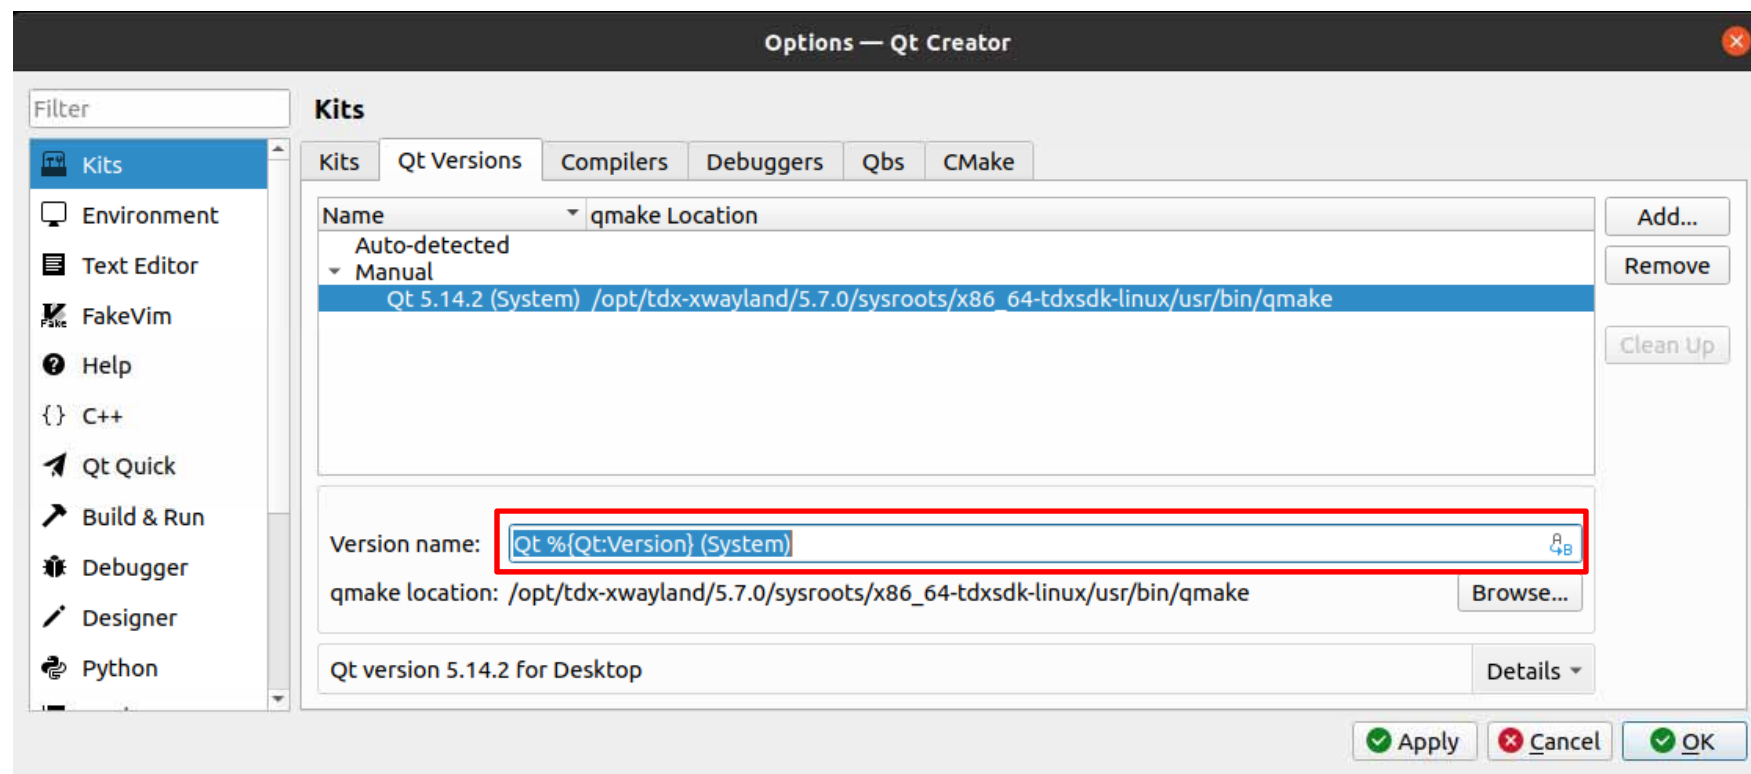 Options — Qt Creator
Filter
Kits
Environment
Text Editor
FakeVim
Help
{} C++
Qt Quick
Build & Run
Debugger
Designer
Python
Kits
Kits Qt Versions Compilers Debuggers Qbs CMake
Name qmake Location
Auto-detected
Manual
Qt 5.14.2 (System) /opt/tdx-xwayland/5.7.0/sysroots/x86_64-tdxsdk-linux/usr/bin/qmake
Add...
Remove
Clean Up
Version name: Qt %{Qt:Version} (System)
qmake location: /opt/tdx-xwayland/5.7.0/sysroots/x86_64-tdxsdk-linux/usr/bin/qmake
Browse...
Qt version 5.14.2 for Desktop
Details
Apply Cancel OK